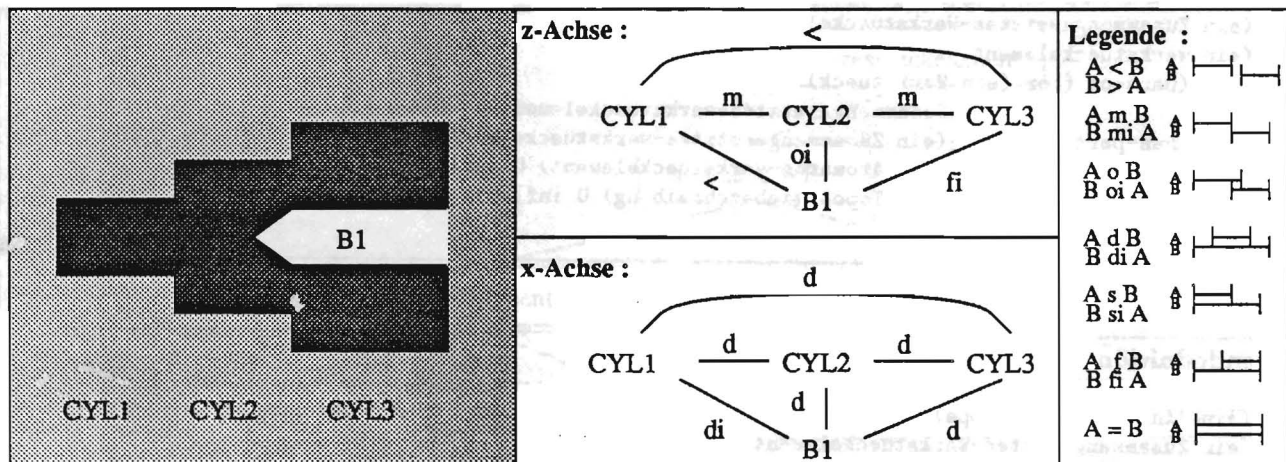 B1
CYL1 CYL2 CYL3
z-Achse :
<
CYL1 m CYL2 m CYL3
oi
< fi
B1
x-Achse :
d
CYL1 d CYL2 d CYL3
d
di d
B1
Legende :
A < B A
B > A B
A m B A
B mi A B
A o B A
B oi A B
A d B A
B di A B
A s B A
B si A B
A f B A
B fi A B
A = B A
B